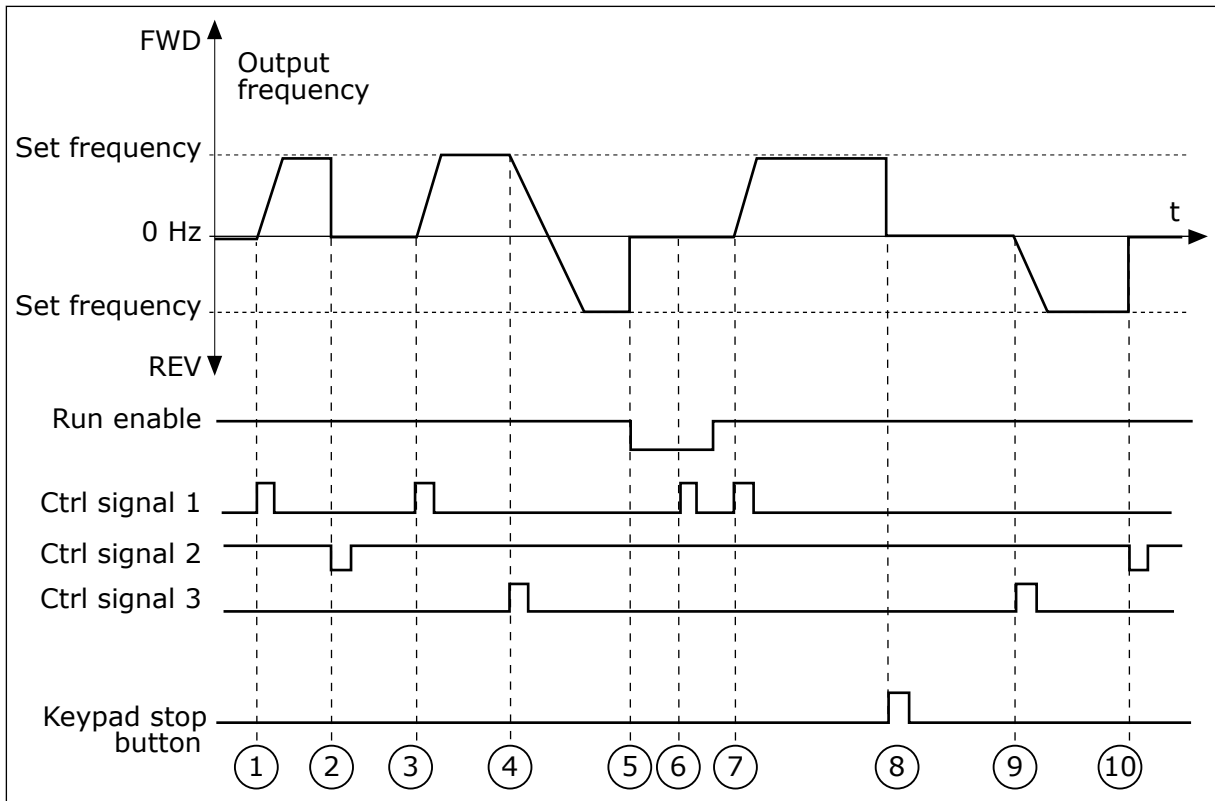 FWD
Output
frequency
Set frequency
0 Hz
t
Set frequency
REV
Run enable
Ctrl signal 1
Ctrl signal 2
Ctrl signal 3
Keypad stop
button
1 2 3 4 5 6 7 8 9 10